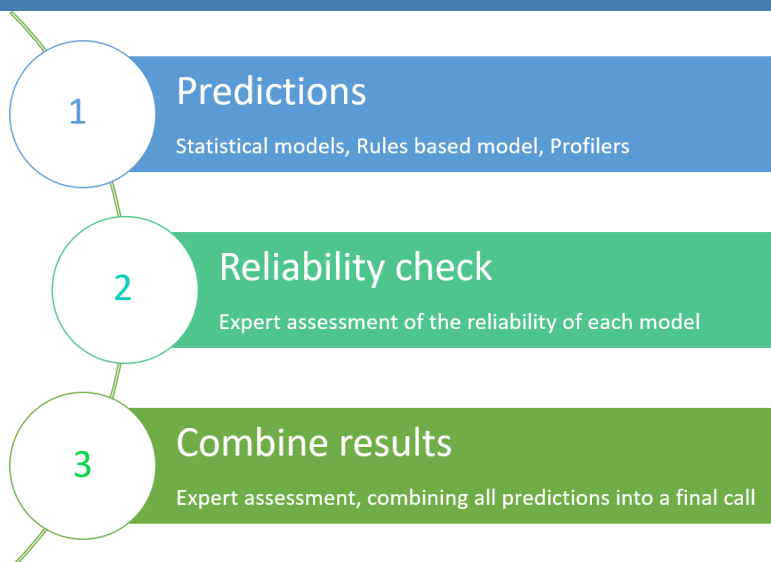 1
Predictions
Statistical models, Rules based model, Profilers
2
Reliability check
Expert assessment of the reliability of each model
3
Combine results
Expert assessment, combining all predictions into a final call